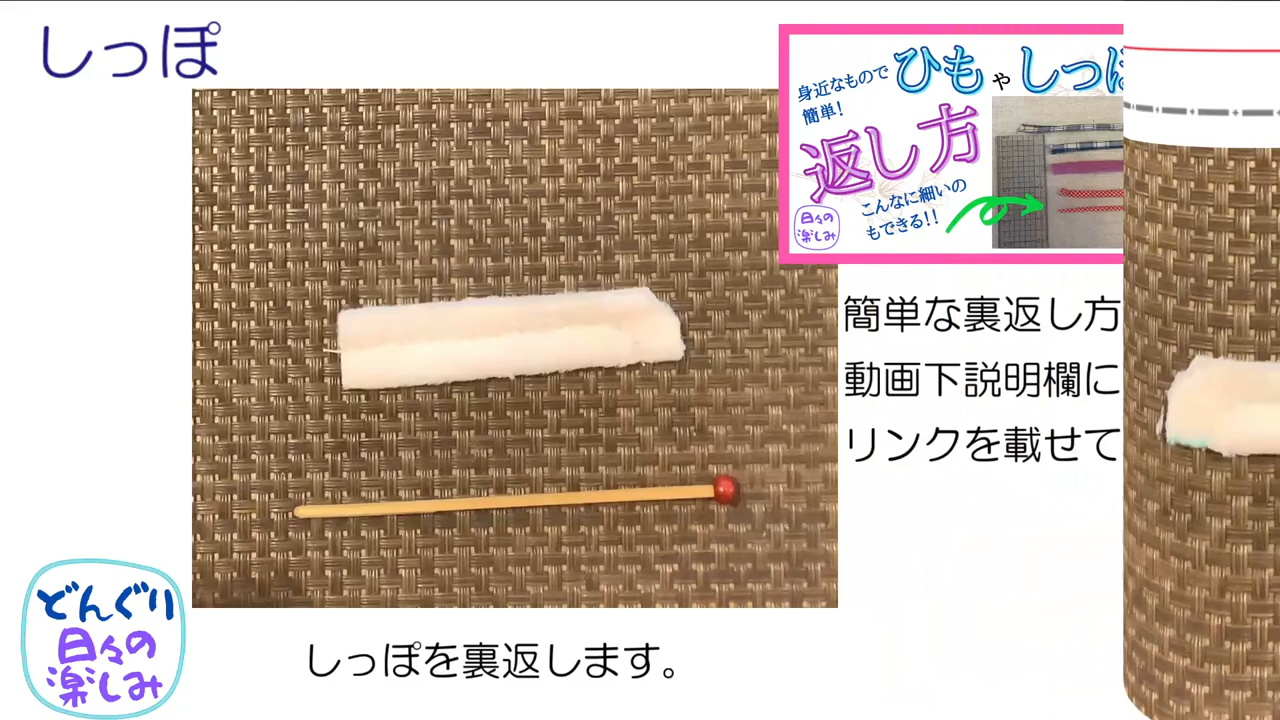 しっぽ
身近なもので
簡単!
ひもやしっぽ
返し方
こんなに細いの
もできる!!
日々の
楽しみ
簡単な裏返し方
動画下説明欄に
リンクを載せて
しっぽを裏返します。
どんぐり
日々の
楽しみ